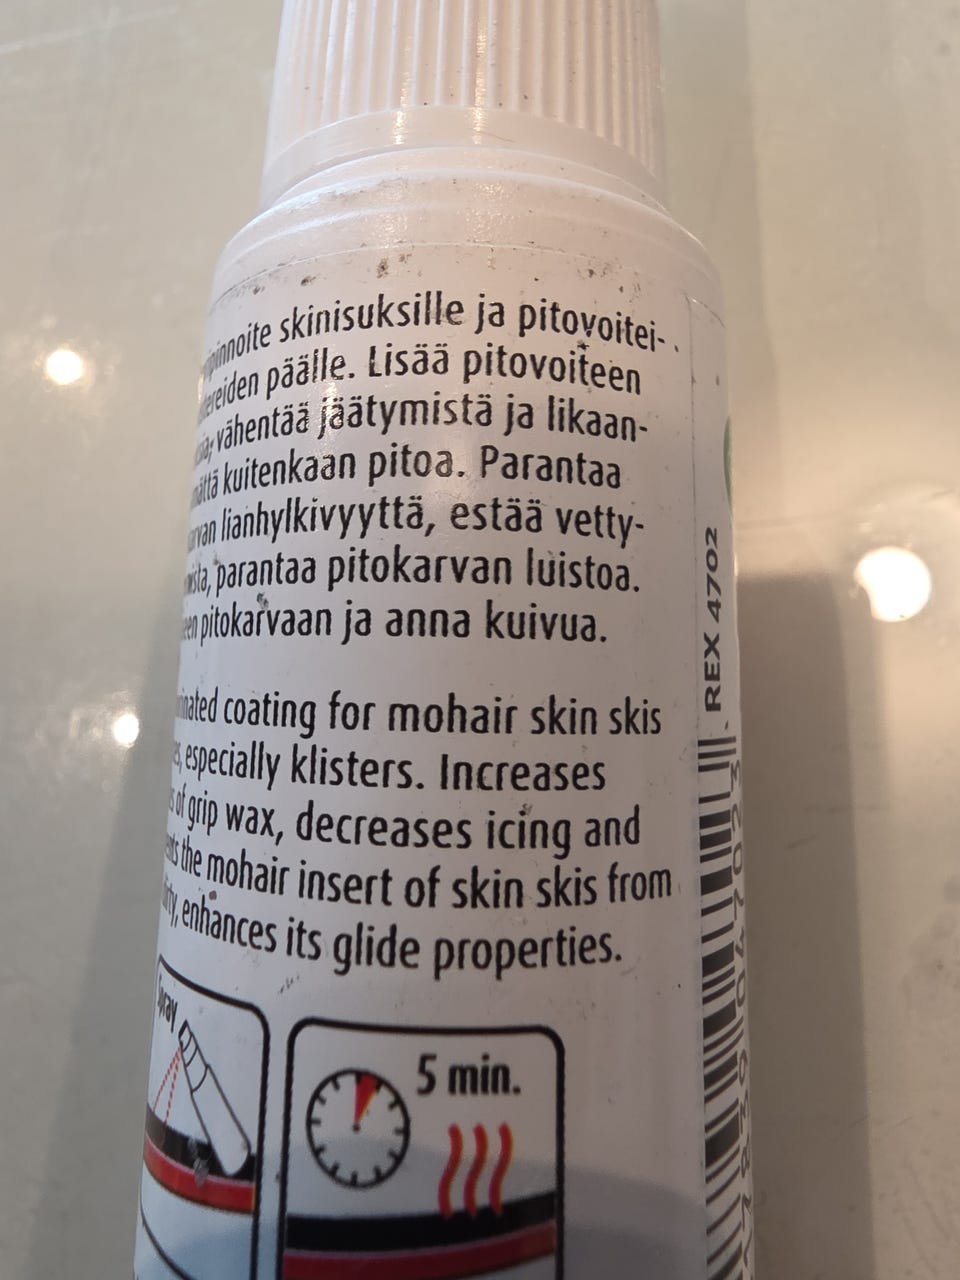 skinisuksille ja pitovoitei-
päälle. Lisää pitovoiteen
vähentää jäätymistä ja likaan-
kuitenkaan pitoa. Parantaa
lianhylkivyyttä, estää vetty-
parantaa pitokarvan luistoa.
pitokarvaan ja anna kuivua.
coating for mohair skin skis
especially klisters. Increases
of grip wax, decreases icing and
the mohair insert of skin skis from
enhances its glide properties.
Spray
5 min.
REX 4702